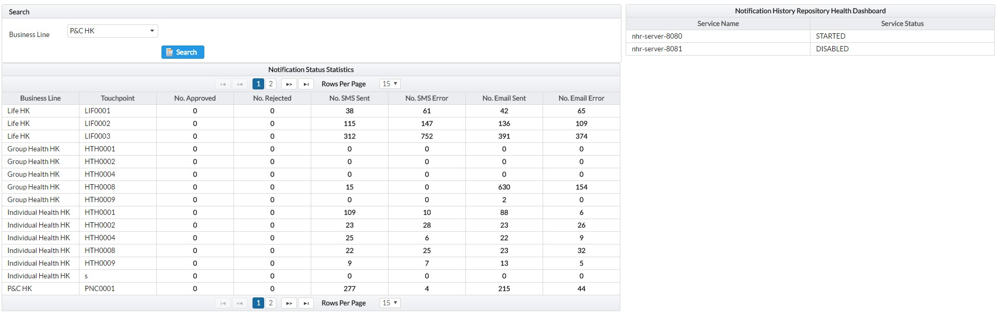 Search
Business Line P&C HK
Search
Notification Status Statistics
1 2 Rows Per Page 15
Business Line Touchpoint No. Approved No. Rejected No. SMS Sent No. SMS Error No. Email Sent No. Email Error
Life HK LIF0001 0 0 38 61 42 65
Life HK LIF0002 0 0 115 147 136 109
Life HK LIF0003 0 0 312 752 391 374
Group Health HK HTH0001 0 0 0 0 0 0
Group Health HK HTH0002 0 0 0 0 0 0
Group Health HK HTH0004 0 0 0 0 0 0
Group Health HK HTH0008 0 0 15 0 630 154
Group Health HK HTH0009 0 0 0 0 2 0
Individual Health HK HTH0001 0 0 109 10 88 6
Individual Health HK HTH0002 0 0 23 28 23 26
Individual Health HK HTH0004 0 0 25 6 22 9
Individual Health HK HTH0008 0 0 22 25 23 32
Individual Health HK HTH0009 0 0 9 7 13 5
Individual Health HK s 0 0 0 0 0 0
P&C HK PNC0001 0 0 277 4 215 44
1 2 Rows Per Page 15
Notification History Repository Health Dashboard
Service Name Service Status
nhr-server-8080 STARTED
nhr-server-8081 DISABLED